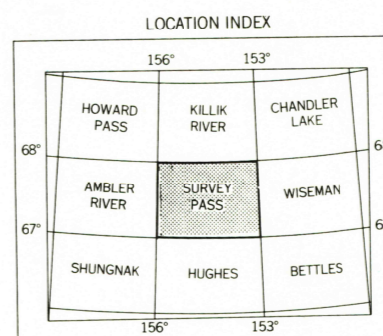 LOCATION INDEX
156° 153°
HOWARD PASS
KILLIK RIVER
CHANDLER LAKE
68°
AMBLER RIVER
SURVEY PASS
WISEMAN
67°
SHUNGNAK
HUGHES
BETTLES
156° 153°